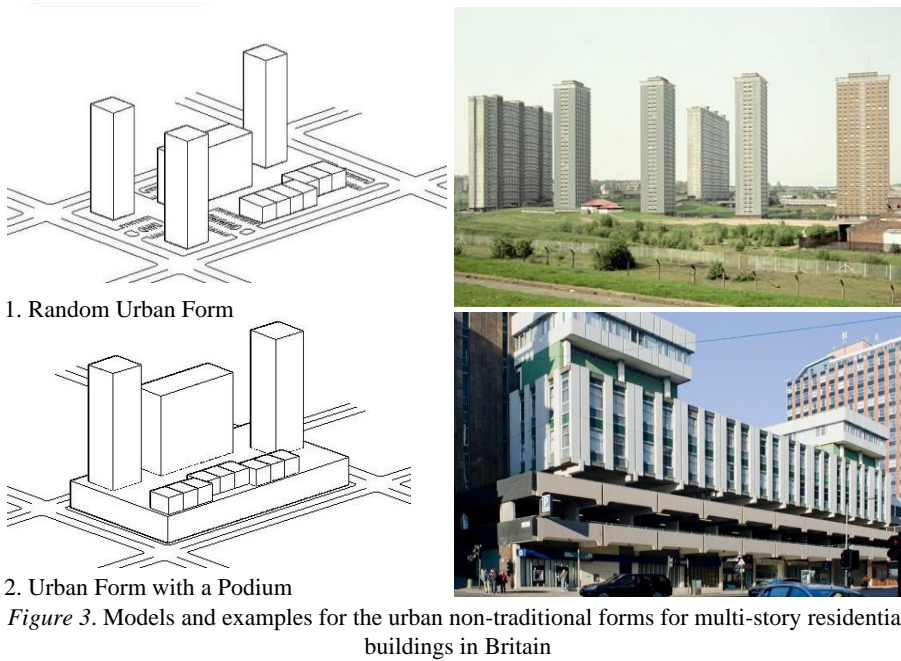 1. Random Urban Form
2. Urban Form with a Podium
Figure 3. Models and examples for the urban non-traditional forms for multi-story residentia
buildings in Britain
P